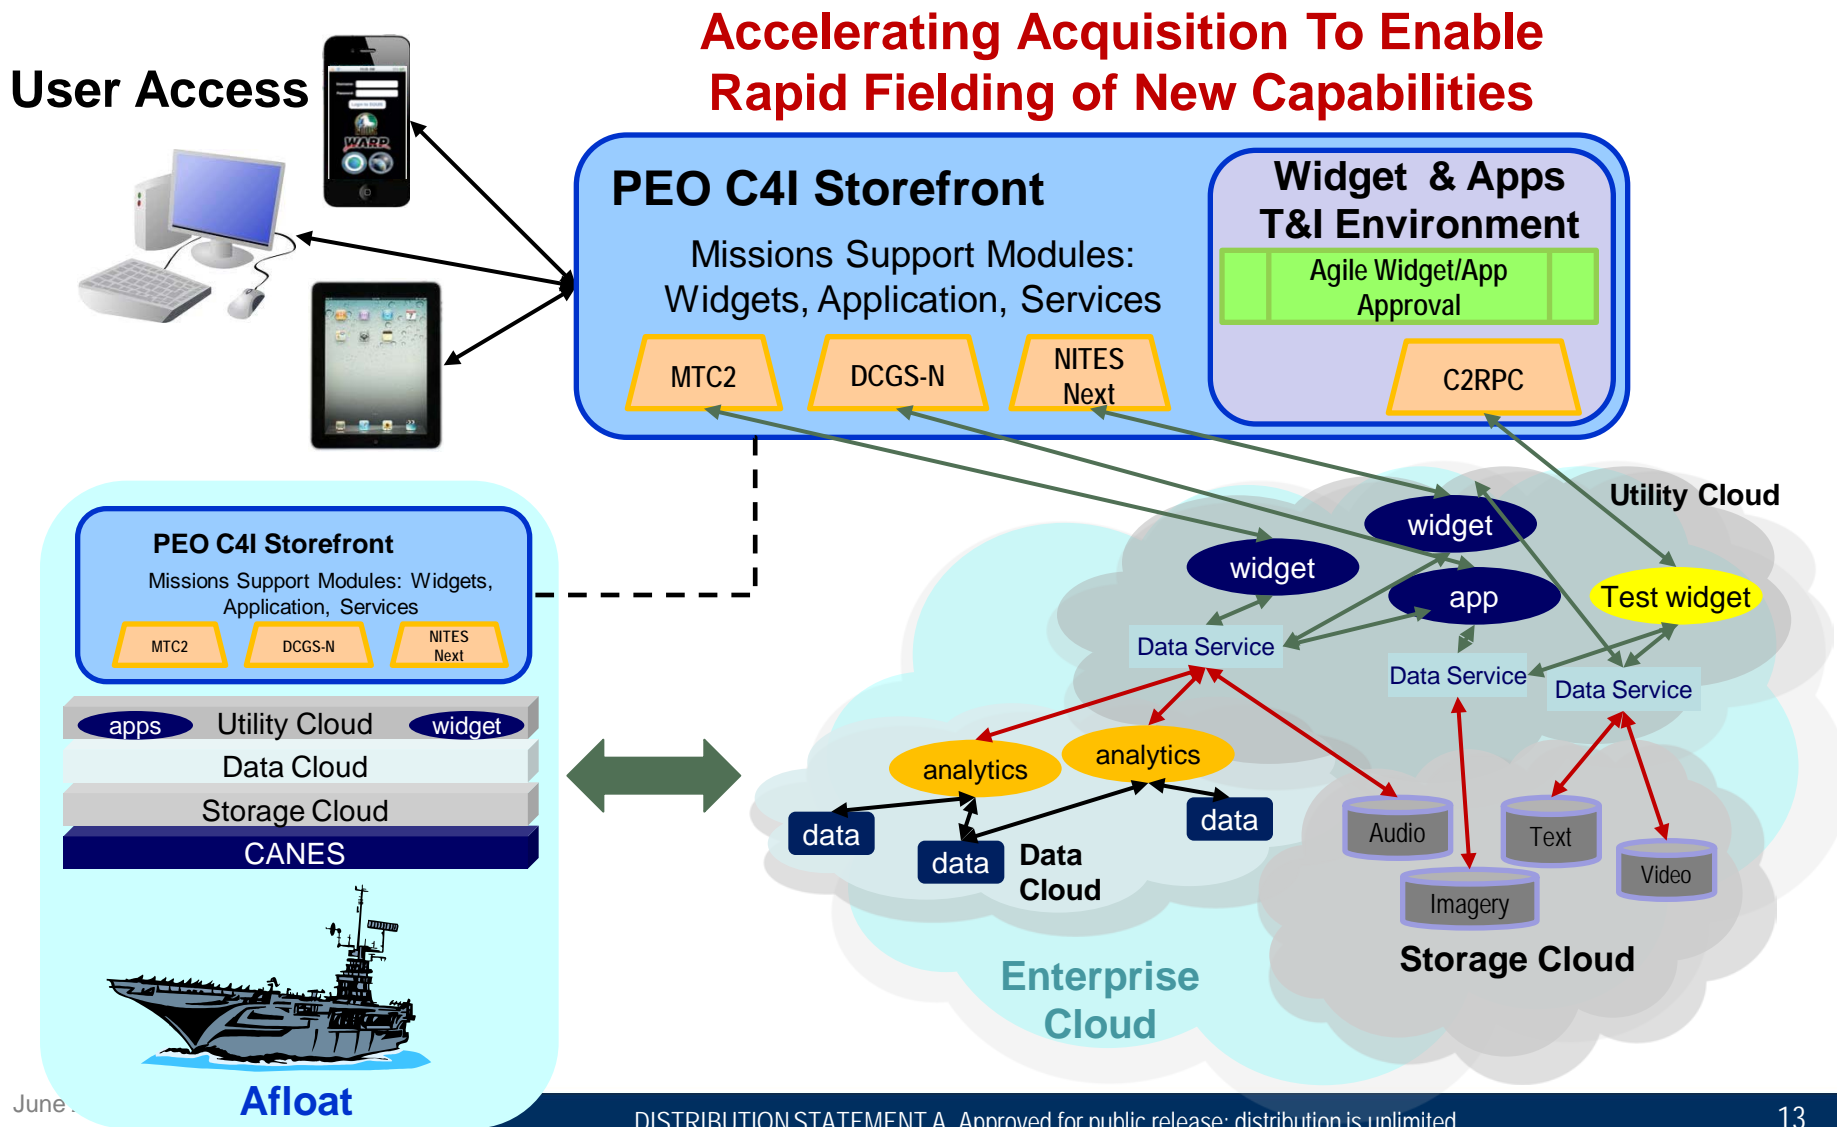 Accelerating Acquisition To Enable
Rapid Fielding of New Capabilities
User Access
WARP
PEO C4I Storefront
Missions Support Modules:
Widgets, Application, Services
MTC2
DCGS-N
NITES
Next
Widget & Apps
T&I Environment
Agile Widget/App
Approval
C2RPC
PEO C4I Storefront
Missions Support Modules: Widgets,
Application, Services
MTC2
DCGS-N
NITES
Next
apps
Utility Cloud
widget
Data Cloud
Storage Cloud
CANES
Afloat
Utility Cloud
widget
widget
app
Test widget
Data Service
Data Service
Data Service
analytics
analytics
data
data
data
Data
Cloud
Audio
Text
Imagery
Video
Storage Cloud
Enterprise
Cloud
June
DISTRIBUTION STATEMENT A. Approved for public release; distribution is unlimited
13